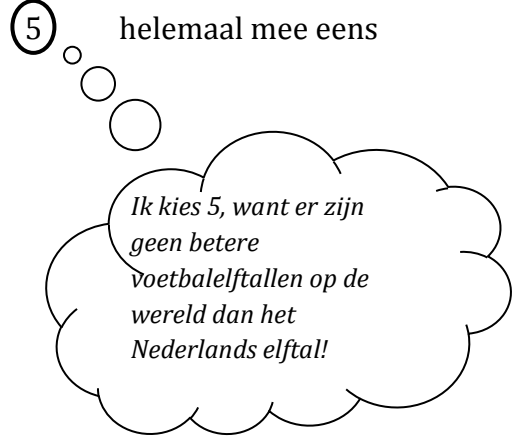 5 helemaal mee eens
Ik kies 5, want er zijn
geen betere
voetbalelftallen op de
wereld dan het
Nederlands elftal!